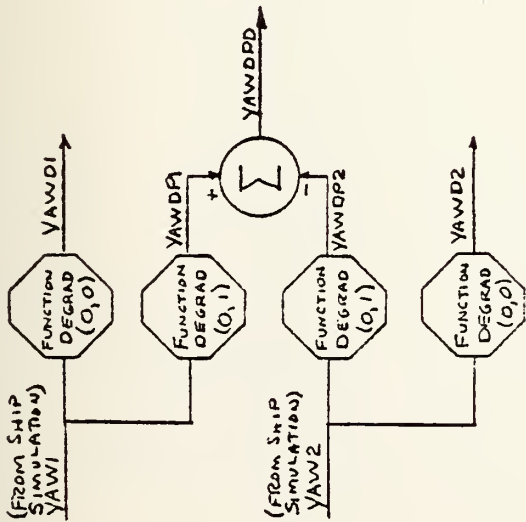 (FROM SHIP
SIMULATION)
YAW1
FUNCTION
DEGRAD
(0,0)
YAWD1
FUNCTION
DEGRAD
(0,1)
YAWDP1
+
Σ
YAWDPD
-
YAWDP2
(FROM SHIP
SIMULATION)
YAW2
FUNCTION
DEGRAD
(0,1)
FUNCTION
DEGRAD
(0,0)
YAWD2